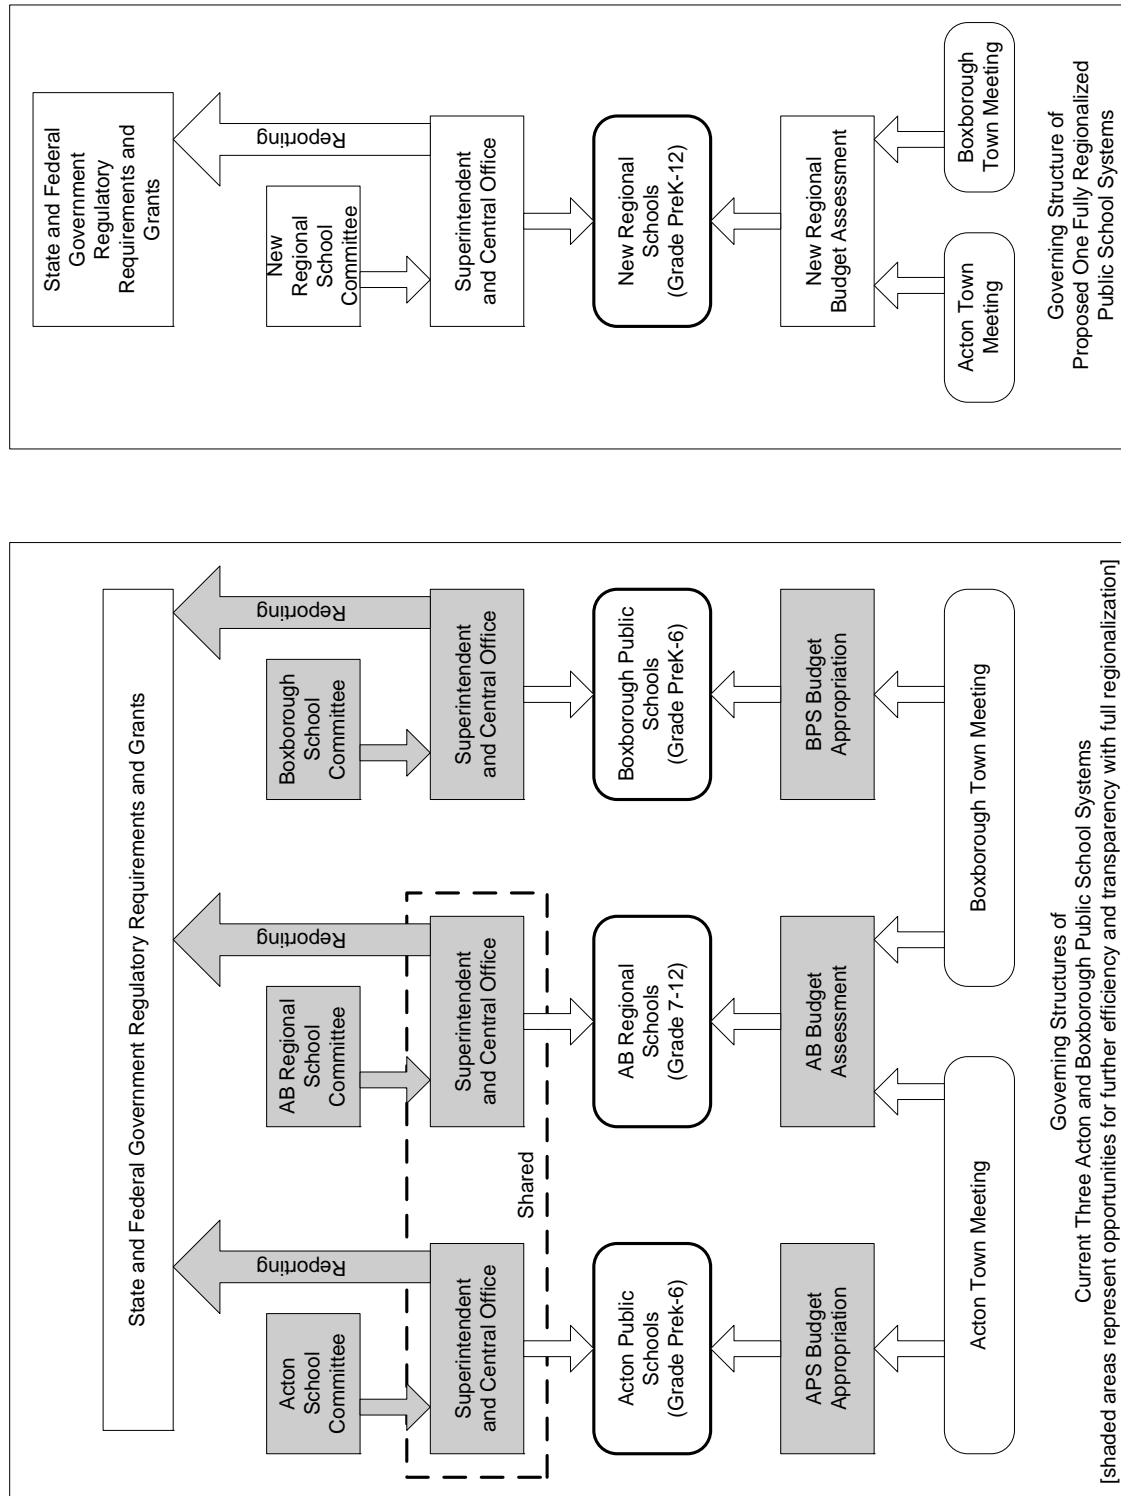 State and Federal Government Regulatory Requirements and Grants
Acton
School
Committee
AB Regional
School
Committee
Boxborough
School
Committee
Reporting
Reporting
Reporting
Superintendent
and Central Office
Superintendent
and Central Office
Superintendent
and Central Office
Shared
Acton Public
Schools
(Grade Prek-6)
AB Regional
Schools
(Grade 7-12)
Boxborough Public
Schools
(Grade PreK-6)
APS Budget
Appropriation
AB Budget
Assessment
BPS Budget
Appropriation
Acton Town Meeting
Boxborough Town Meeting
Governing Structures of
Current Three Acton and Boxborough Public School Systems
[shaded areas represent opportunities for further efficiency and transparency with full regionalization]
State and Federal
Government
Regulatory
Requirements and
Grants
New
Regional
School
Committee
Reporting
Superintendent
and Central Office
New Regional
Schools
(Grade PreK-12)
New Regional
Budget Assessment
Acton Town
Meeting
Boxborough
Town Meeting
Governing Structure of
Proposed One Fully Regionalized
Public School Systems